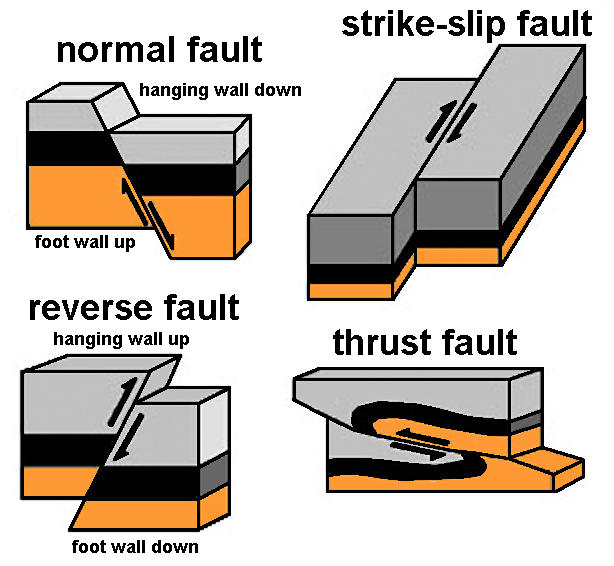 normal fault
hanging wall down
foot wall up
strike-slip fault
reverse fault
hanging wall up
foot wall down
thrust fault